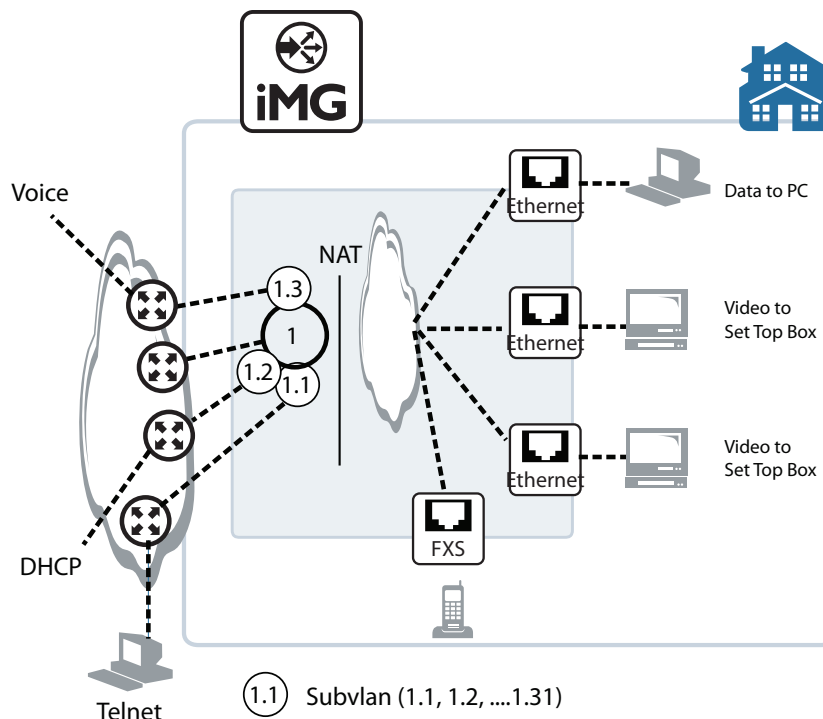 iMG
Voice
NAT
1.3
1
1.2
1.1
Ethernet
Data to PC
Ethernet
Video to
Set Top Box
Ethernet
Video to
Set Top Box
FXS
DHCP
Telnet
1.1 Subvlan (1.1, 1.2, ....1.31)